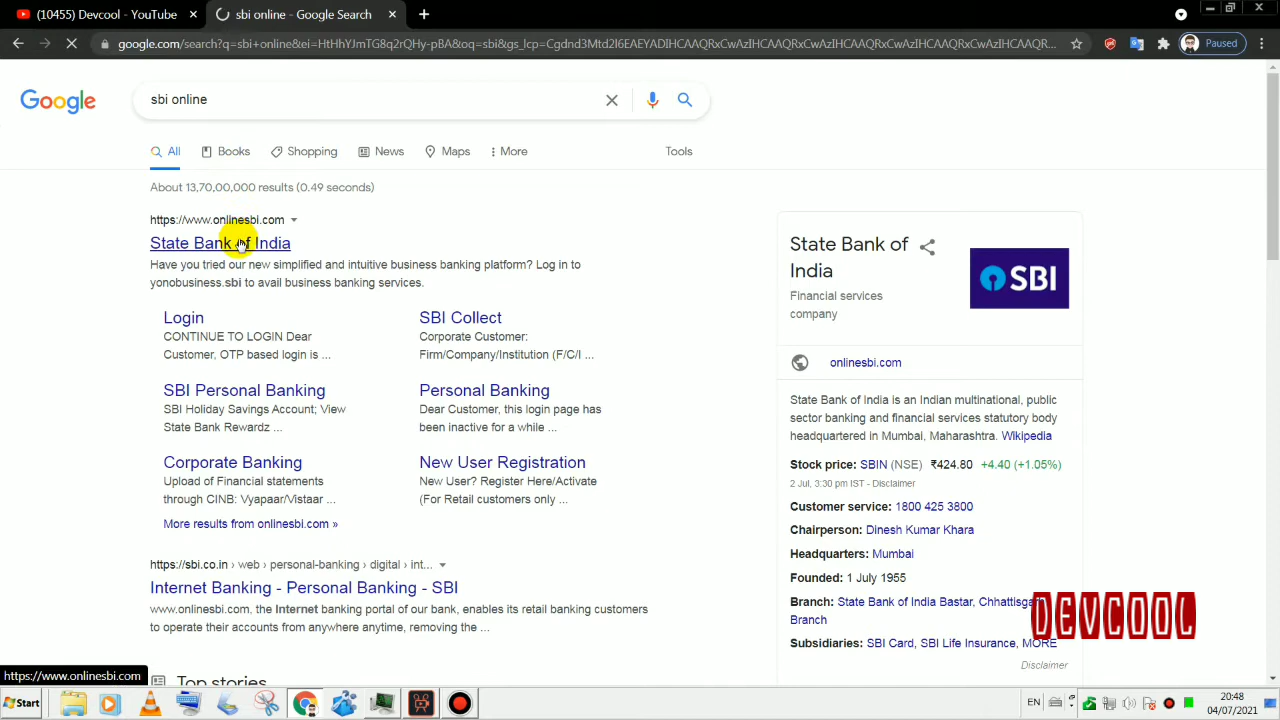 (10455) Devcool - YouTube
sbi online - Google Search
google.com/search?q=sbi+online&ei=HtHhYJmTG8q2rQHy-pBA&oq=sbi&gs_lcp=Cgdnd3Mtd2l6EAEYADIHCAAQRxCwAzIHCAAQRxCwAzIHCAAQRxCwAzIHCAAQRxCwAzIHCAAQR...
Paused
Google
sbi online
All
Books
Shopping
News
Maps
More
Tools
About 13,70,00,000 results (0.49 seconds)
https://www.onlinesbi.com
State Bank of India
Have you tried our new simplified and intuitive business banking platform? Log in to
yonobusiness.sbi to avail business banking services.
Login
CONTINUE TO LOGIN Dear
Customer, OTP based login is ...
SBI Collect
Corporate Customer:
Firm/Company/Institution (F/C/I ...
SBI Personal Banking
SBI Holiday Savings Account; View
State Bank Rewardz ...
Personal Banking
Dear Customer, this login page has
been inactive for a while ...
Corporate Banking
Upload of Financial statements
through CINB: Vyapaar/Vistaar ...
New User Registration
New User? Register Here/Activate
(For Retail customers only ...
More results from onlinesbi.com »
https://sbi.co.in › web › personal-banking › digital › int...
Internet Banking - Personal Banking - SBI
www.onlinesbi.com, the Internet banking portal of our bank, enables its retail banking customers
to operate their accounts from anywhere anytime, removing the ...
Top stories
State Bank of
India
Financial services
company
SBI
onlinesbi.com
State Bank of India is an Indian multinational, public
sector banking and financial services statutory body
headquartered in Mumbai, Maharashtra. Wikipedia
Stock price: SBIN (NSE) ₹424.80 +4.40 (+1.05%)
2 Jul, 3:30 pm IST - Disclaimer
Customer service: 1800 425 3800
Chairperson: Dinesh Kumar Khara
Headquarters: Mumbai
Founded: 1 July 1955
Branch: State Bank of India Bastar, Chhattisgarh
Branch
Subsidiaries: SBI Card, SBI Life Insurance, MORE
Disclaimer
DEVCOOL
https://www.onlinesbi.com
Start
EN
20:48
04/07/2021